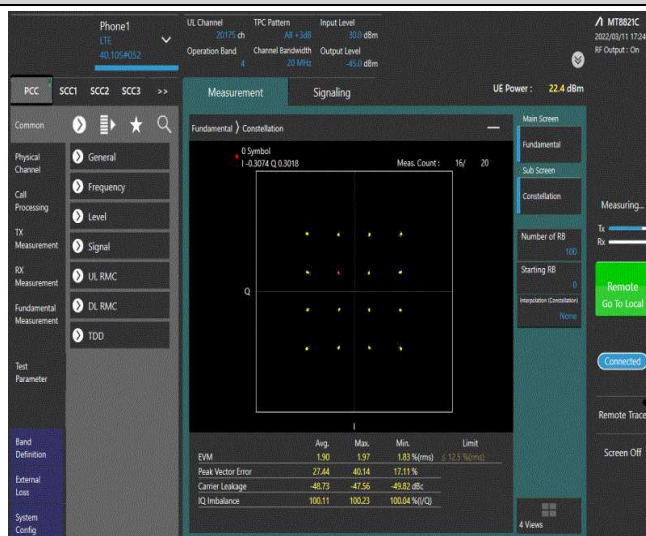 Phone1
LTE
40.105#052
UL Channel
20175 ch
TPC Pattern
All +3dB
Input Level
30.0 dBm
Operation Band
4
Channel Bandwidth
20 MHz
Output Level
-45.0 dBm
MT8821C
2022/03/11 17:24
RF Output : On
PCC
SCC1
SCC2
SCC3
>>
Measurement
Signaling
UE Power : 22.4 dBm
Common
Physical
Channel
Call
Processing
TX
Measurement
RX
Measurement
Fundamental
Measurement
Test
Parameter
Band
Definition
External
Loss
System
Config
General
Frequency
Level
Signal
UL RMC
DL RMC
TDD
Fundamental 〉 Constellation
0 Symbol
I -0.3074 Q 0.3018
Meas. Count : 16/ 20
Q
I
Avg. Max. Min. Limit
EVM 1.90 1.97 1.83 %(rms) ≤ 12.5 %(rms)
Peak Vector Error 27.44 40.14 17.11 %
Carrier Leakage -48.73 -47.56 -49.82 dBc
IQ Imbalance 100.11 100.23 100.04 %(I/Q)
Main Screen
Fundamental
Sub Screen
Constellation
Number of RB
100
Starting RB
0
Interpolation (Constellation)
None
4 Views
Measuring...
Tx
Rx
Remote
Go To Local
Connected
Remote Trace
Screen Off